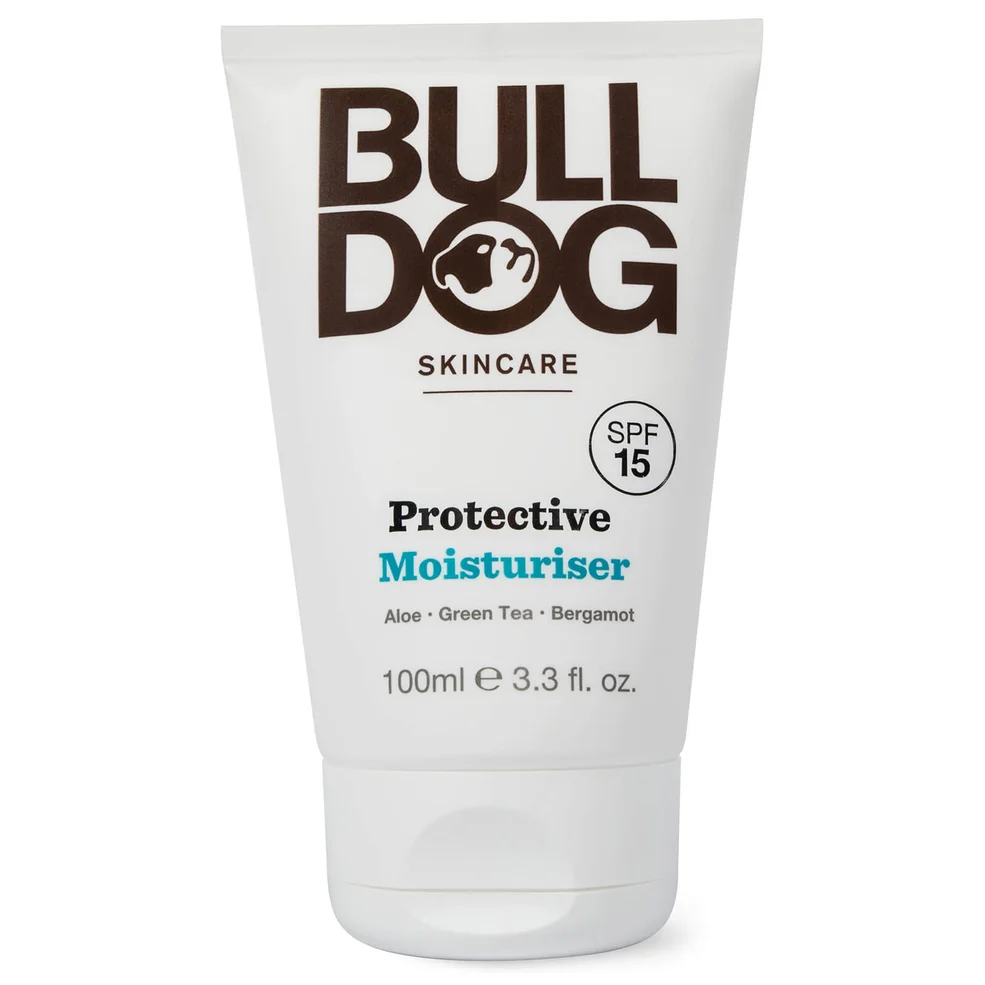 BULL
DOG
SKINCARE
SPF
15
Protective
Moisturiser
Aloe · Green Tea · Bergamot
100ml ℮ 3.3 fl. oz.